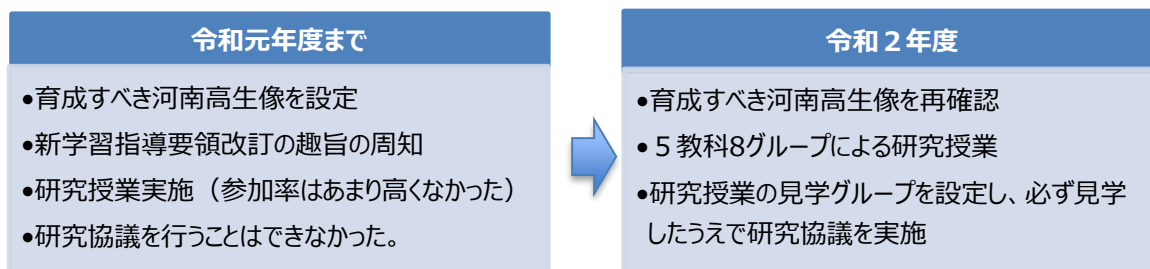 令和元年度まで
•育成すべき河南高生像を設定
•新学習指導要領改訂の趣旨の周知
•研究授業実施（参加率はあまり高くなかった）
•研究協議を行うことはできなかった。
令和２年度
•育成すべき河南高生像を再確認
•５教科8グループによる研究授業
•研究授業の見学グループを設定し、必ず見学
したうえで研究協議を実施